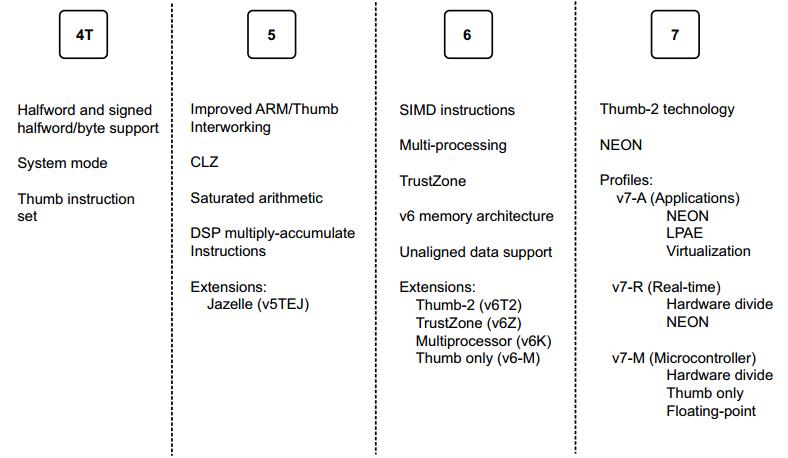 4T
Halfword and signed
halfword/byte support
System mode
Thumb instruction
set
5
Improved ARM/Thumb
Interworking
CLZ
Saturated arithmetic
DSP multiply-accumulate
Instructions
Extensions:
Jazelle (v5TEJ)
6
SIMD instructions
Multi-processing
TrustZone
v6 memory architecture
Unaligned data support
Extensions:
Thumb-2 (v6T2)
TrustZone (v6Z)
Multiprocessor (v6K)
Thumb only (v6-M)
7
Thumb-2 technology
NEON
Profiles:
v7-A (Applications)
NEON
LPAE
Virtualization
v7-R (Real-time)
Hardware divide
NEON
v7-M (Microcontroller)
Hardware divide
Thumb only
Floating-point